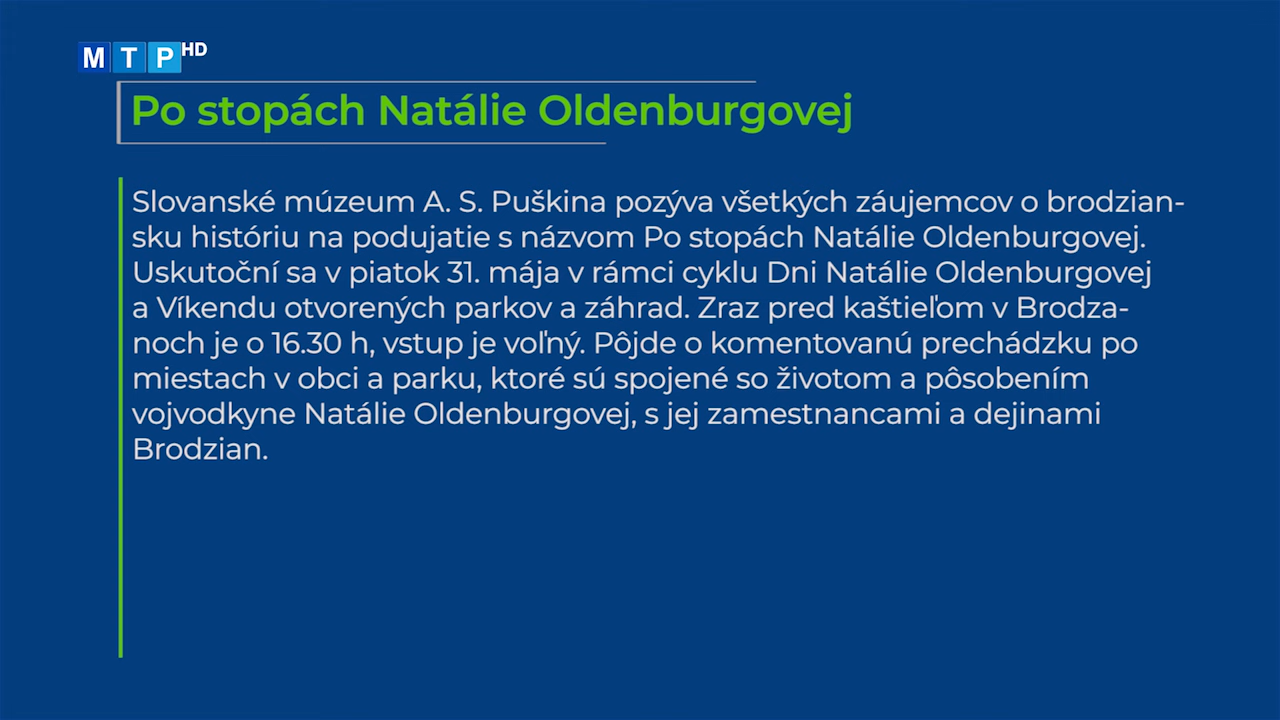 MTP HD
Po stopách Natálie Oldenburgovej
Slovanské múzeum A. S. Puškina pozýva všetkých záujemcov o brodzian-
sku históriu na podujatie s názvom Po stopách Natálie Oldenburgovej.
Uskutoční sa v piatok 31. mája v rámci cyklu Dni Natálie Oldenburgovej
a Víkendu otvorených parkov a záhrad. Zraz pred kaštieľom v Brodza-
noch je o 16.30 h, vstup je voľný. Pôjde o komentovanú prechádzku po
miestach v obci a parku, ktoré sú spojené so životom a pôsobením
vojvodkyne Natálie Oldenburgovej, s jej zamestnancami a dejinami
Brodzian.